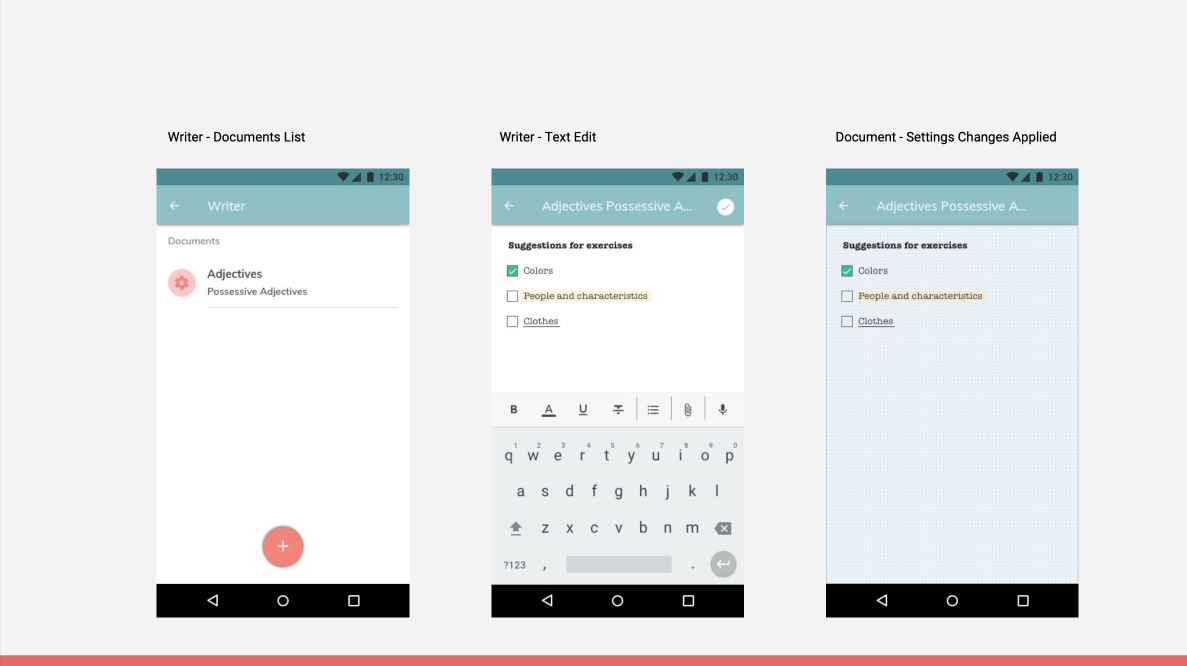 Writer - Documents List
12:30
Writer
Documents
Adjectives
Possessive Adjectives
Writer - Text Edit
12:30
Adjectives Possessive A...
Suggestions for exercises
Colors
People and characteristics
Clothes
B A U
1 2 3 4 5 6 7 8 9 0
q w e r t y u i o p
a s d f g h j k l
z x c v b n m
?123 , .
Document - Settings Changes Applied
12:30
Adjectives Possessive A...
Suggestions for exercises
Colors
People and characteristics
Clothes